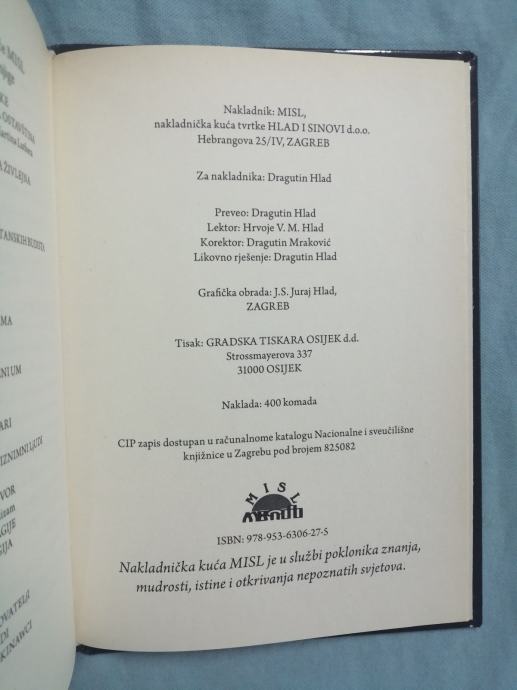 Nakladnik: MISL,
nakladnička kuća tvrtke HLAD I SINOVI d.o.o.
Hebrangova 25/IV, ZAGREB
Za nakladnika: Dragutin Hlad
Preveo: Dragutin Hlad
Lektor: Hrvoje V. M. Hlad
Korektor: Dragutin Mraković
Likovno rješenje: Dragutin Hlad
Grafička obrada: J.S. Juraj Hlad,
ZAGREB
Tisak: GRADSKA TISKARA OSIJEK d.d.
Strossmayerova 337
31000 OSIJEK
Naklada: 400 komada
CIP zapis dostupan u računalnome katalogu Nacionalne i sveučilišne
knjižnice u Zagrebu pod brojem 825082
MISL
ISBN: 978-953-6306-27-5
Nakladnička kuća MISL je u službi poklonika znanja,
mudrosti, istine i otkrivanja nepoznatih svjetova.